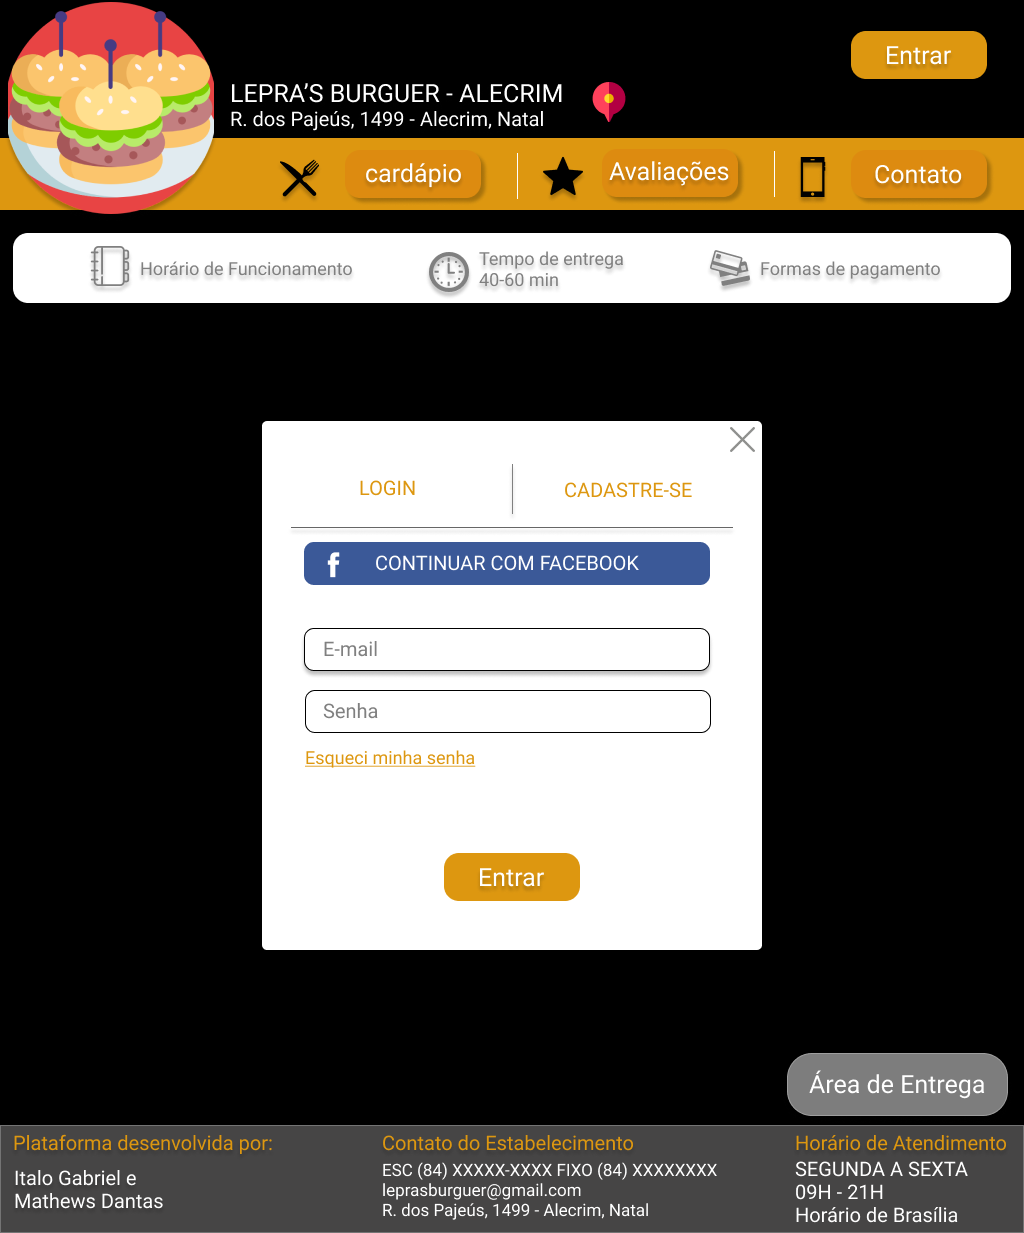 Entrar
LEPRA'S BURGUER - ALECRIM
R. dos Pajeús, 1499 - Alecrim, Natal
cardápio
Avaliações
Contato
Horário de Funcionamento
Tempo de entrega
40-60 min
Formas de pagamento
LOGIN
CADASTRE-SE
f CONTINUAR COM FACEBOOK
E-mail
Senha
Esqueci minha senha
Entrar
Área de Entrega
Plataforma desenvolvida por:
Italo Gabriel e
Mathews Dantas
Contato do Estabelecimento
ESC (84) XXXXX-XXXX FIXO (84) XXXXXXXX
leprasburguer@gmail.com
R. dos Pajeús, 1499 - Alecrim, Natal
Horário de Atendimento
SEGUNDA A SEXTA
09H - 21H
Horário de Brasília